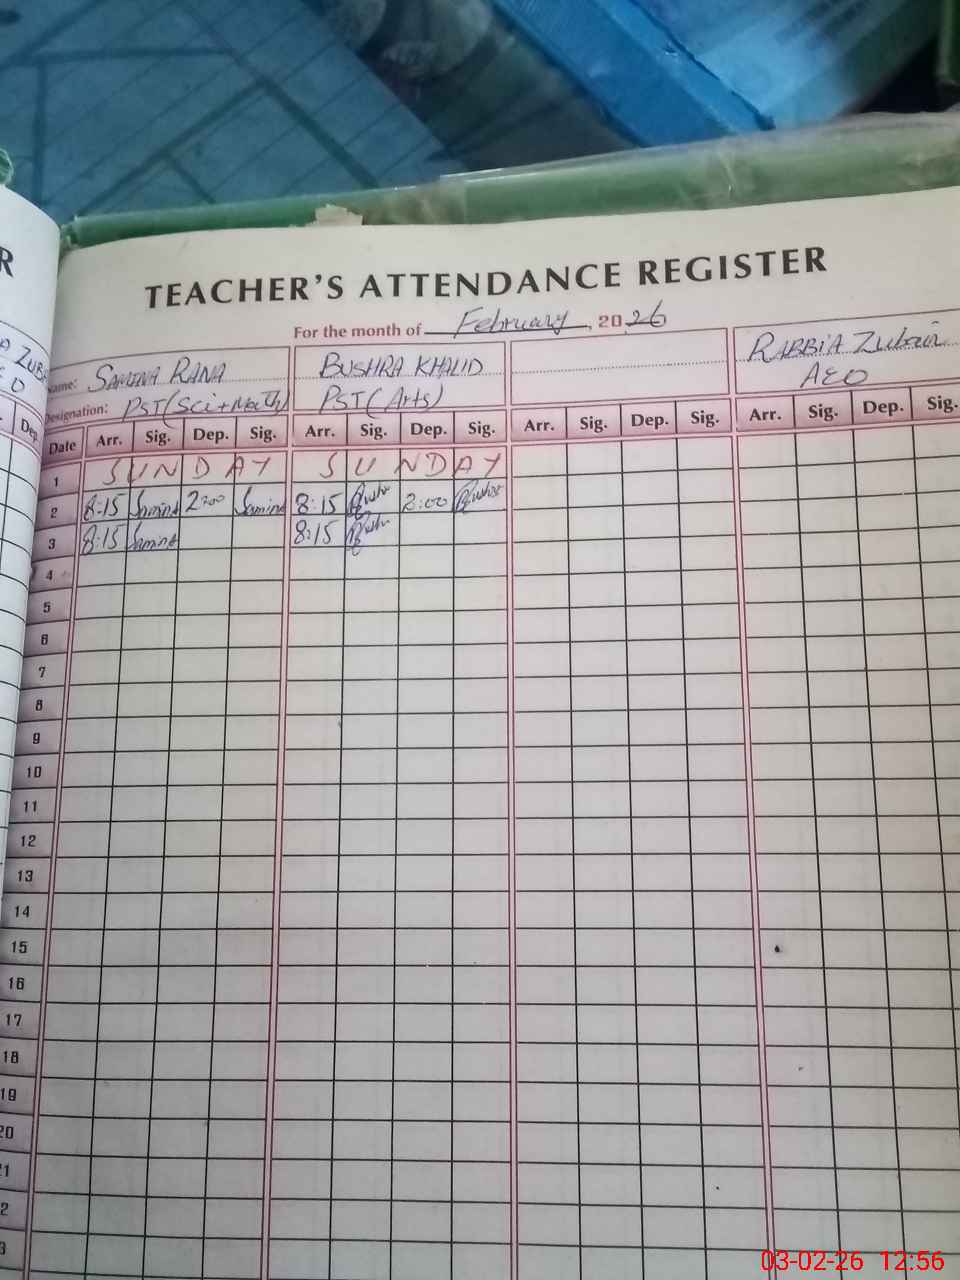 R
TEACHER'S ATTENDANCE REGISTER
For the month of February, 2026
Name: SAMINA RANA BUSHRA KHALID RABBIA Zubair
Designation: PST(Sci+Math) PST(Arts) AEO
Date Arr. Sig. Dep. Sig. Arr. Sig. Dep. Sig. Arr. Sig. Dep. Sig. Arr. Sig. Dep. Sig.
1 SUNDAY SUNDAY
2 8:15 Samina 2:00 Samina 8:15 Bushra 2:00 Bushra
3 8:15 Samina 8:15 Bushra
4
5
6
7
8
9
10
11
12
13
14
15
16
17
18
19
20
03-02-26 12:56